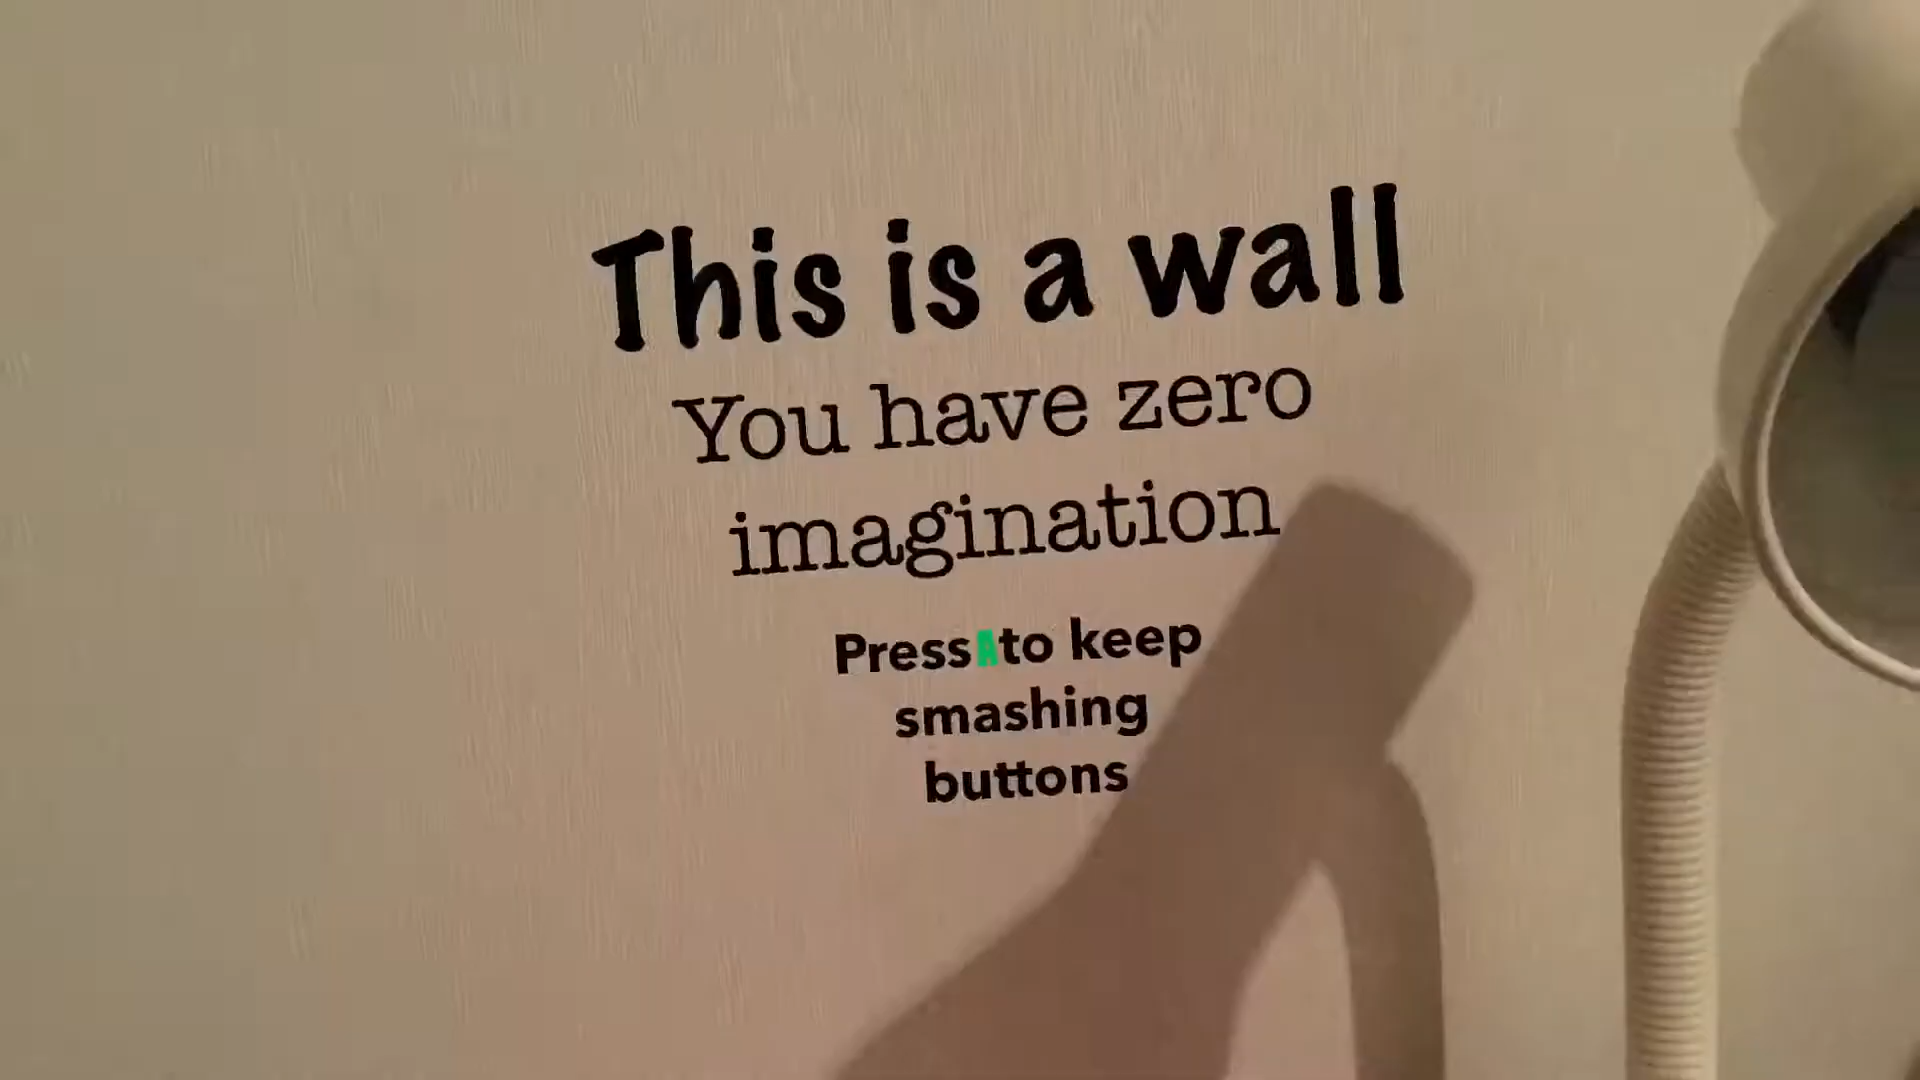 This is a wall
You have zero
imagination
Press A to keep
smashing
buttons